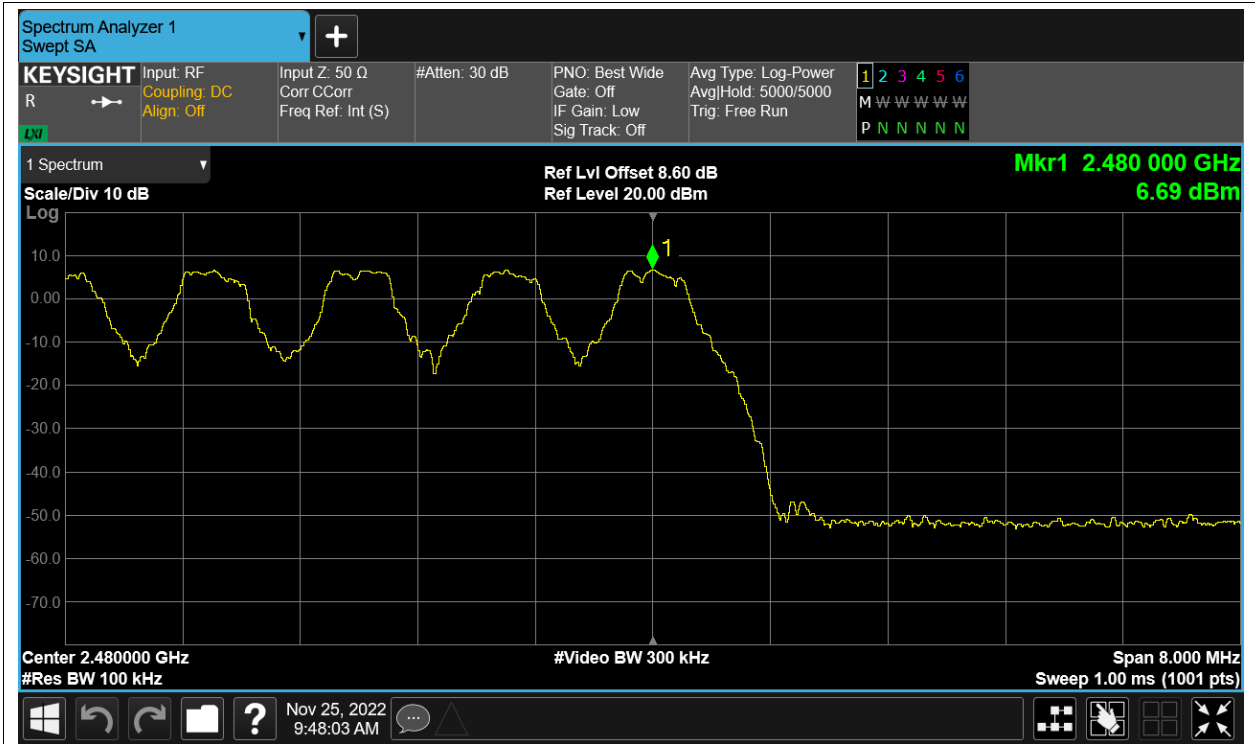 Spectrum Analyzer 1
Swept SA
KEYSIGHT
R
LXI
Input: RF
Coupling: DC
Align: Off
Input Z: 50 Ω
Corr CCorr
Freq Ref: Int (S)
#Atten: 30 dB
PNO: Best Wide
Gate: Off
IF Gain: Low
Sig Track: Off
Avg Type: Log-Power
Avg|Hold: 5000/5000
Trig: Free Run
1 2 3 4 5 6
M W W W W W
P N N N N N
1 Spectrum
Scale/Div 10 dB
Ref Lvl Offset 8.60 dB
Ref Level 20.00 dBm
Mkr1 2.480 000 GHz
6.69 dBm
Log
1
10.0
0.00
-10.0
-20.0
-30.0
-40.0
-50.0
-60.0
-70.0
Center 2.480000 GHz
#Res BW 100 kHz
#Video BW 300 kHz
Span 8.000 MHz
Sweep 1.00 ms (1001 pts)
?
Nov 25, 2022
9:48:03 AM